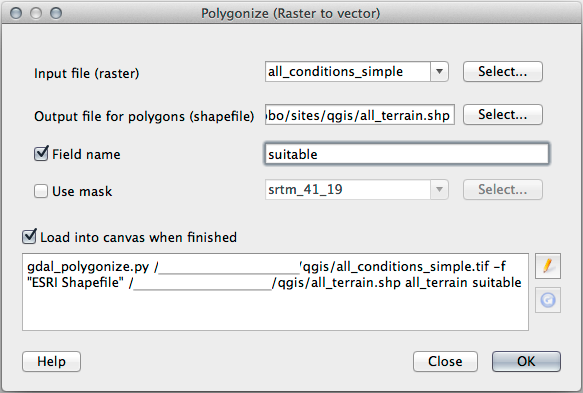 Polygonize (Raster to vector)
Input file (raster) all_conditions_simple Select...
Output file for polygons (shapefile) bo/sites/qgis/all_terrain.shp Select...
Field name suitable
Use mask srtm_41_19 Select...
Load into canvas when finished
gdal_polygonize.py /____________________/qgis/all_conditions_simple.tif -f
"ESRI Shapefile" /____________________/qgis/all_terrain.shp all_terrain suitable
Help Close OK